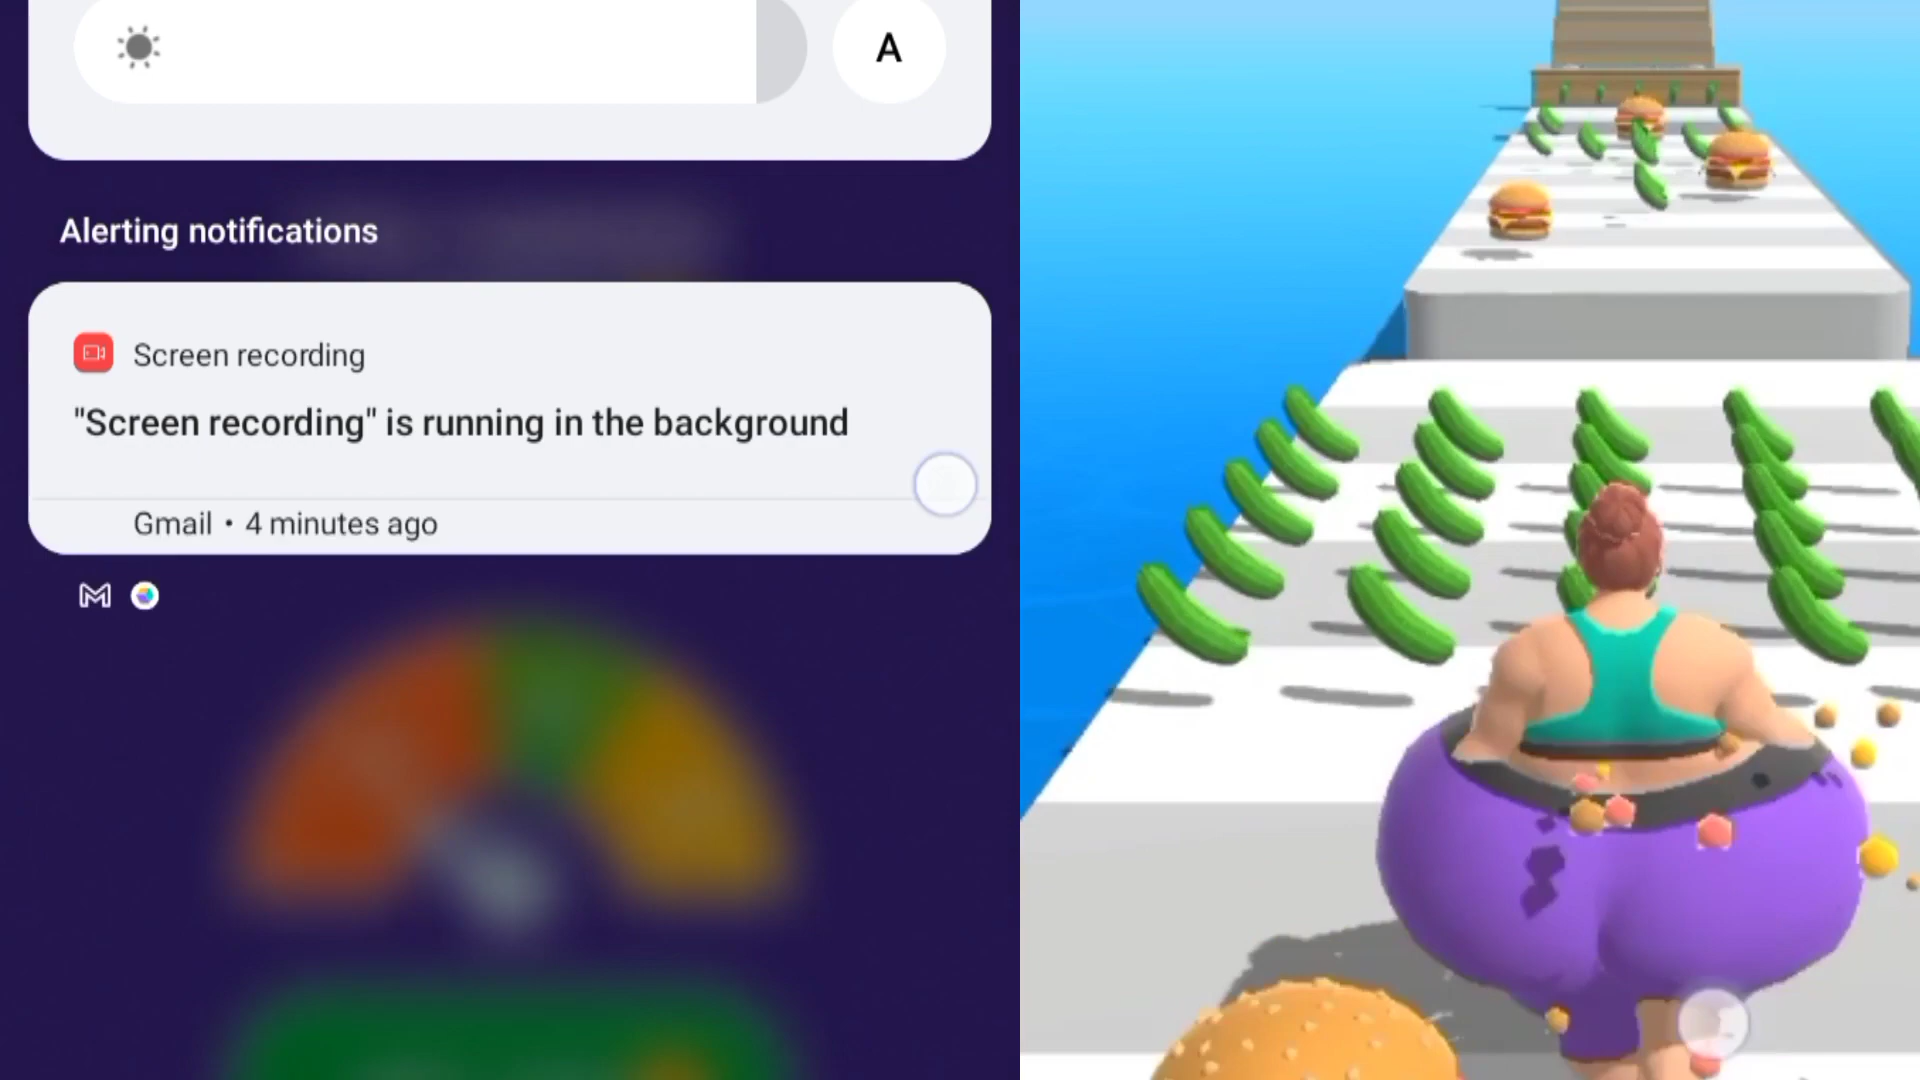 A
Alerting notifications
Screen recording
"Screen recording" is running in the background
Gmail • 4 minutes ago